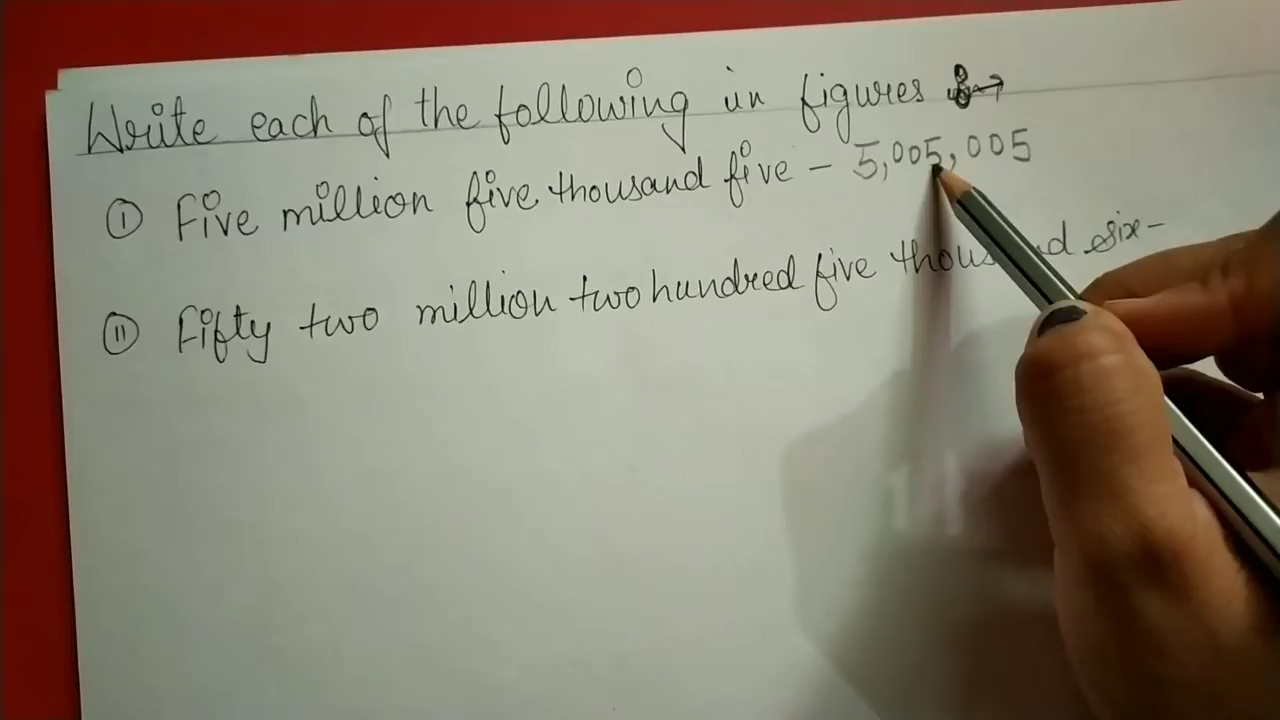 Write each of the following in figures :→
① Five million five thousand five - 5,005,005
② Fifty two million two hundred five thousand six-